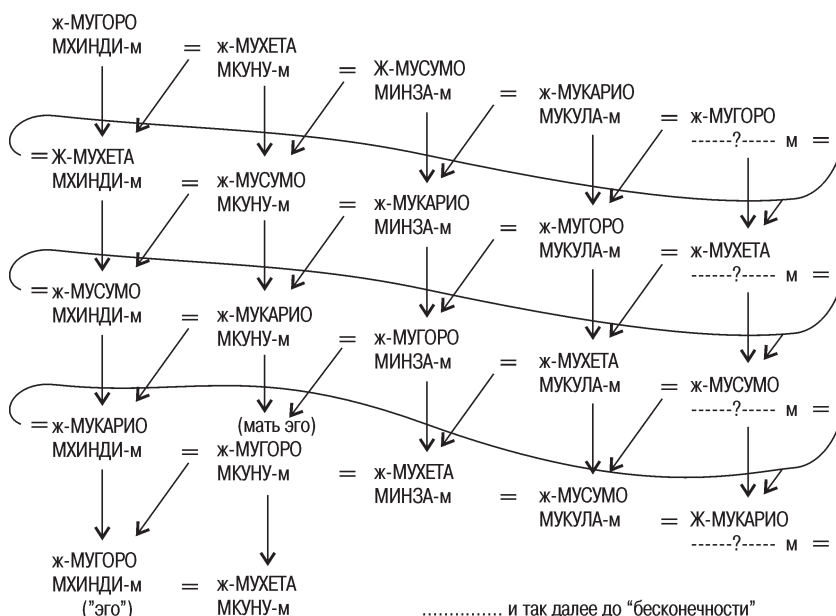 ж-МУГОРО
МХИНДИ-м = ж-МУХЕТА
МКУНУ-м = Ж-МУСУМО
МИНЗА-м = ж-МУКАРИО
МУКУЛА-м = ж-МУГОРО
------?----- м =
= Ж-МУХЕТА
МХИНДИ-м = ж-МУСУМО
МКУНУ-м = ж-МУКАРИО
МИНЗА-м = ж-МУГОРО
МУКУЛА-м = ж-МУХЕТА
------?----- м =
= ж-МУСУМО
МХИНДИ-м = ж-МУКАРИО
МКУНУ-м = ж-МУГОРО
МИНЗА-м = ж-МУХЕТА
МУКУЛА-м = ж-МУСУМО
------?----- м =
= ж-МУКАРИО
МХИНДИ-м = (мать эго)
ж-МУГОРО
МКУНУ-м = ж-МУХЕТА
МИНЗА-м = ж-МУСУМО
МУКУЛА-м = Ж-МУКАРИО
------?----- м =
ж-МУГОРО
МХИНДИ-м = ж-МУХЕТА
("эго") МКУНУ-м
............... и так далее до "бесконечности"